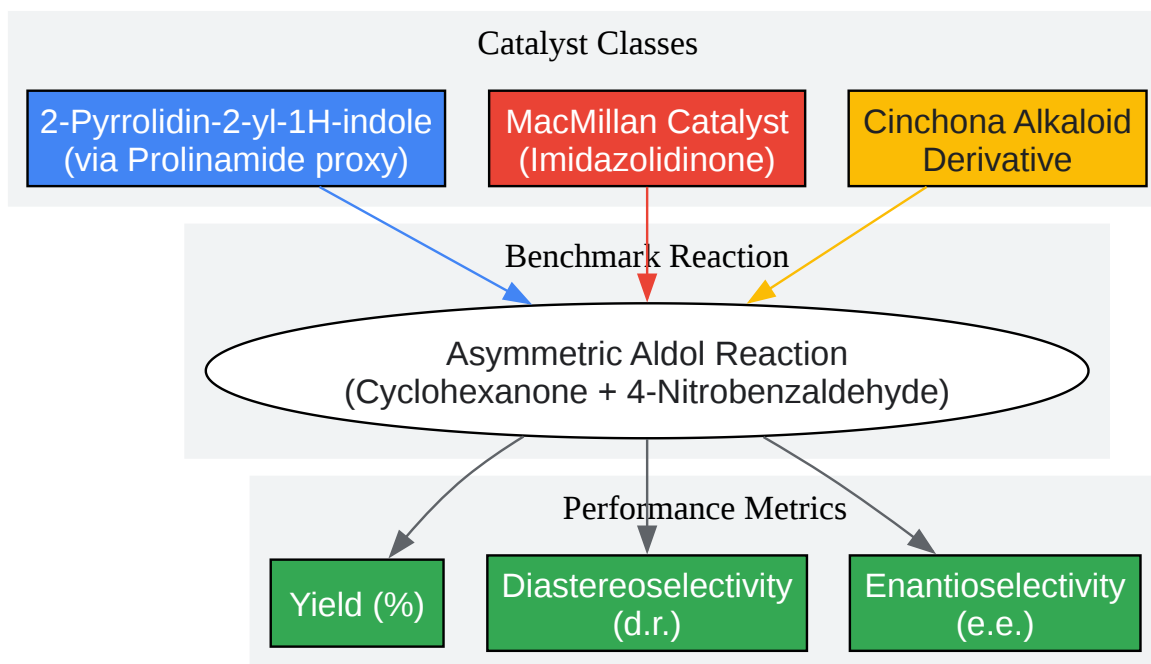 Catalyst Classes
2-Pyrrolidin-2-yl-1H-indole
(via Prolinamide proxy)
MacMillan Catalyst
(Imidazolidinone)
Cinchona Alkaloid
Derivative
Benchmark Reaction
Asymmetric Aldol Reaction
(Cyclohexanone + 4-Nitrobenzaldehyde)
Performance Metrics
Yield (%)
Diastereoselectivity
(d.r.)
Enantioselectivity
(e.e.)